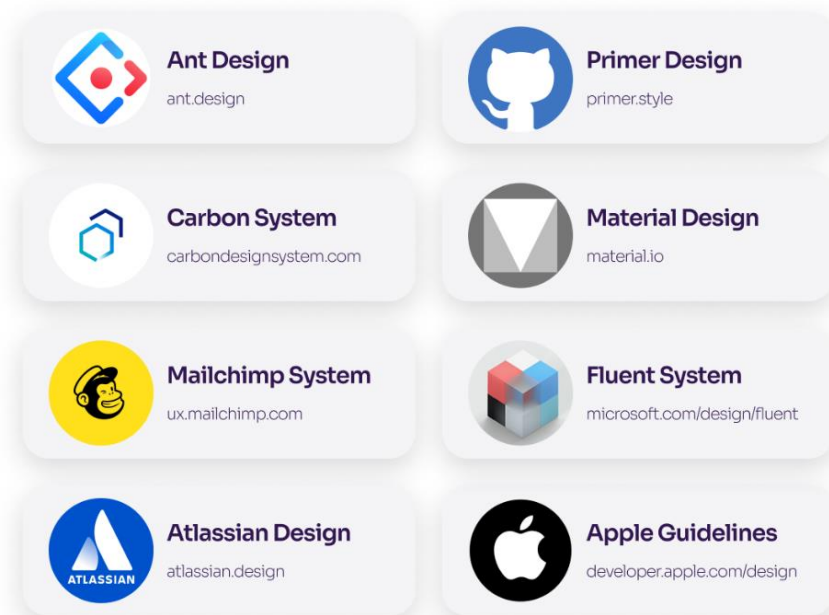 Ant Design
ant.design
Primer Design
primer.style
Carbon System
carbondesignsystem.com
Material Design
material.io
Mailchimp System
ux.mailchimp.com
Fluent System
microsoft.com/design/fluent
ATLASSIAN
Atlassian Design
atlassian.design
Apple Guidelines
developer.apple.com/design